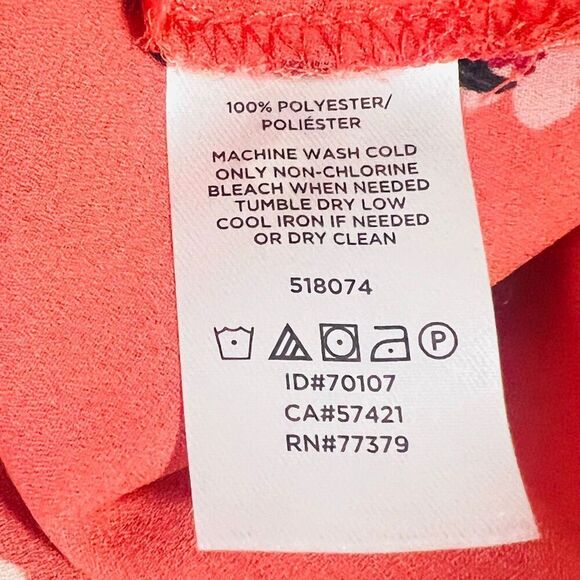 100% POLYESTER/
POLIÉSTER
MACHINE WASH COLD
ONLY NON-CHLORINE
BLEACH WHEN NEEDED
TUMBLE DRY LOW
COOL IRON IF NEEDED
OR DRY CLEAN
518074
P
ID#70107
CA#57421
RN#77379